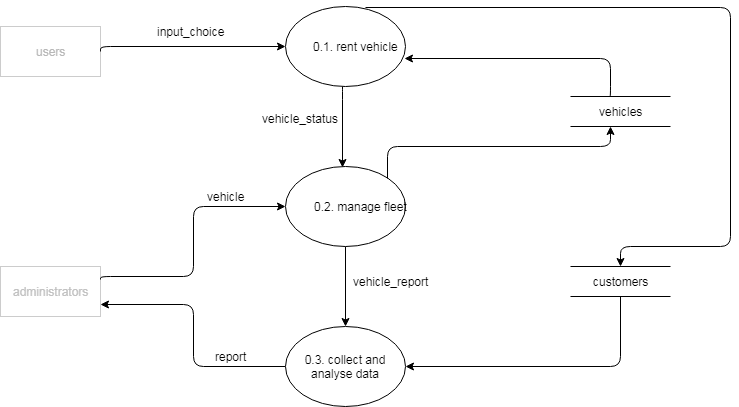 input_choice
users
0.1. rent vehicle
vehicles
vehicle_status
vehicle
0.2. manage fleet
vehicle_report
customers
administrators
report
0.3. collect and
analyse data